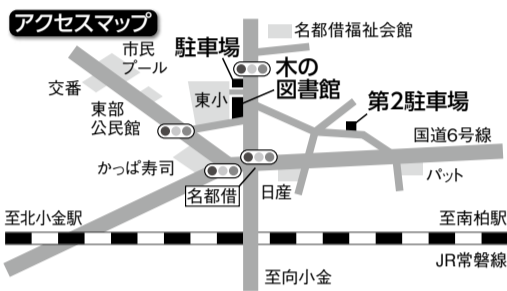 アクセスマップ
名都借福祉会館
市民
プール
駐車場
木の
図書館
交番
東小
第2駐車場
東部
公民館
国道6号線
かっぱ寿司
パット
名都借
日産
至北小金駅
至南柏駅
JR常磐線
至向小金